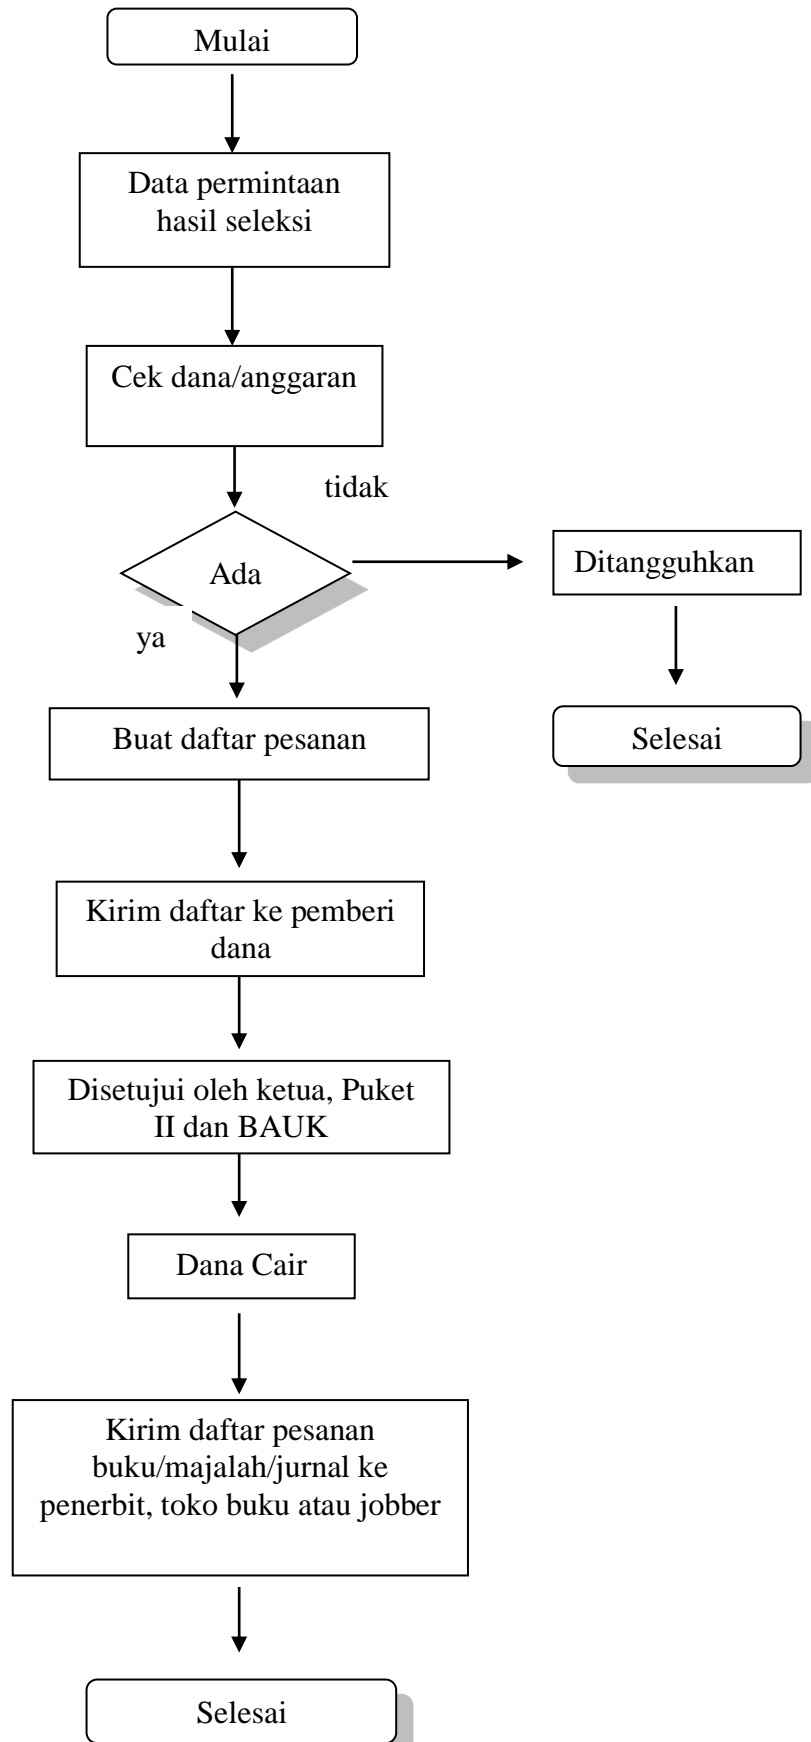 Mulai
Data permintaan
hasil seleksi
Cek dana/anggaran
tidak
Ada
Ditangguhkan
ya
Buat daftar pesanan
Selesai
Kirim daftar ke pemberi
dana
Disetujui oleh ketua, Puket
II dan BAUK
Dana Cair
Kirim daftar pesanan
buku/majalah/jurnal ke
penerbit, toko buku atau jobber
Selesai